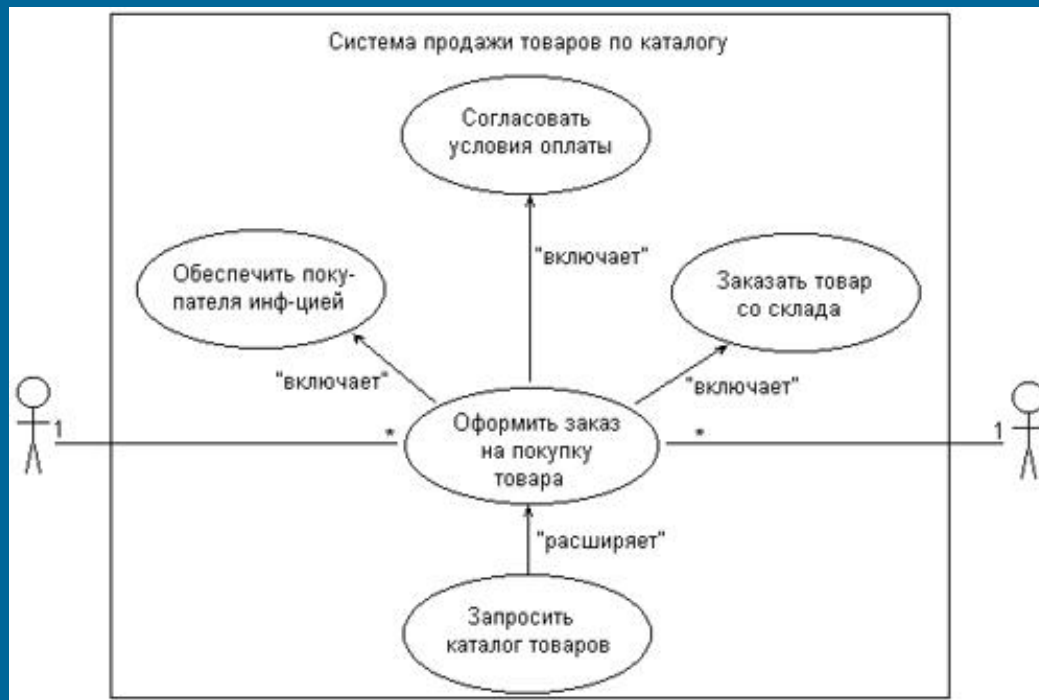 Система продажи товаров по каталогу
Согласовать
условия оплаты
"включает"
Обеспечить поку-
пателя инф-цией
Заказать товар
со склада
"включает"
"включает"
1
*
Оформить заказ
на покупку
товара
*
1
"расширяет"
Запросить
каталог товаров